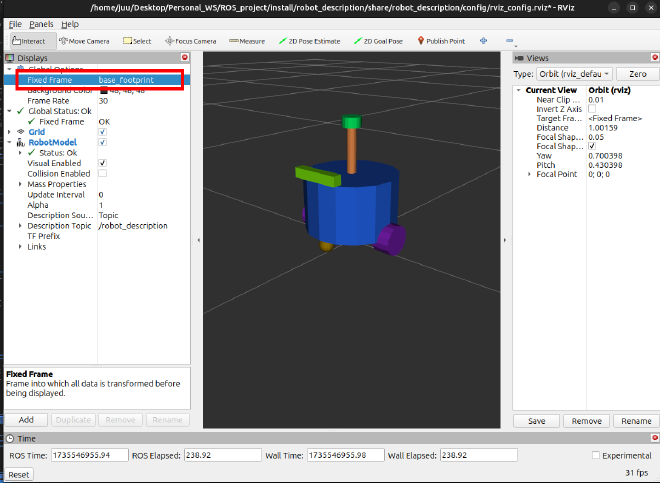 /home/juu/Desktop/Personal_WS/ROS_project/install/robot_description/share/robot_description/config/rviz_config.rviz* - RViz
File Panels Help
Interact Move Camera Select Focus Camera Measure 2D Pose Estimate 2D Goal Pose Publish Point
Displays
Global Options
Fixed Frame base_footprint
Background Color 48; 48; 48
Frame Rate 30
Global Status: Ok
Fixed Frame OK
Grid
RobotModel
Status: Ok
Visual Enabled
Collision Enabled
Mass Properties
Update Interval 0
Alpha 1
Description Sou... Topic
Description Topic /robot_description
TF Prefix
Links
Fixed Frame
Frame into which all data is transformed before
being displayed.
Add Duplicate Remove Rename
Views
Type: Orbit (rviz_defau Zero
Current View Orbit (rviz)
Near Clip ... 0.01
Invert Z Axis
Target Fra... <Fixed Frame>
Distance 1.00159
Focal Shap... 0.05
Focal Shap...
Yaw 0.700398
Pitch 0.430398
Focal Point 0; 0; 0
Save Remove Rename
Time
ROS Time: 1735546955.94 ROS Elapsed: 238.92 Wall Time: 1735546955.98 Wall Elapsed: 238.92 Experimental
Reset 31 fps